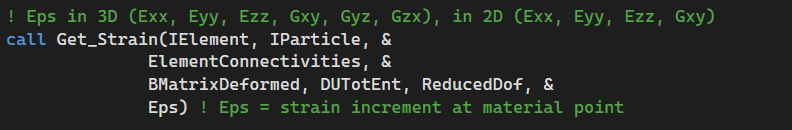 ! Eps in 3D (Exx, Eyy, Ezz, Gxy, Gyz, Gzx), in 2D (Exx, Eyy, Ezz, Gxy)
call Get_Strain(IElement, IParticle, &
ElementConnectivities, &
BMatrixDeformed, DUTotEnt, ReducedDof, &
Eps) ! Eps = strain increment at material point